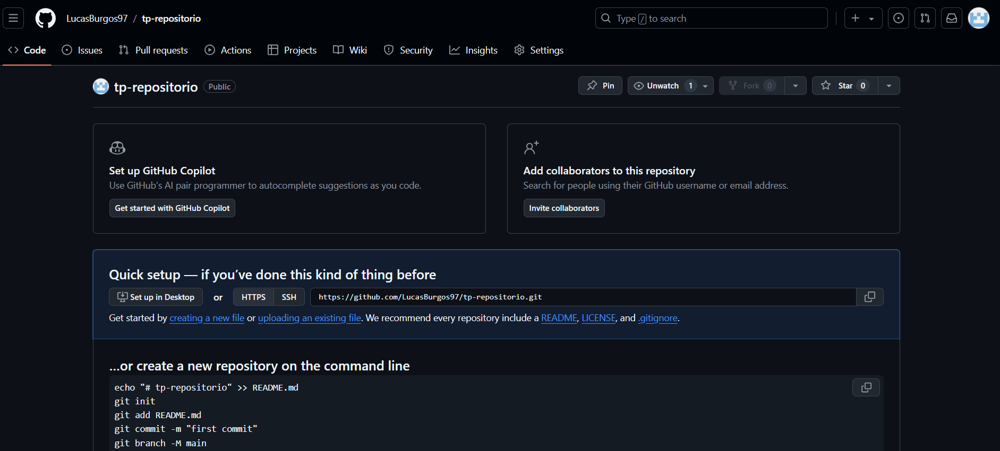 LucasBurgos97 / tp-repositorio
Type / to search
Code Issues Pull requests Actions Projects Wiki Security Insights Settings
tp-repositorio Public
Pin Unwatch 1 Fork 0 Star 0
Set up GitHub Copilot
Use GitHub's AI pair programmer to autocomplete suggestions as you code.
Get started with GitHub Copilot
Add collaborators to this repository
Search for people using their GitHub username or email address.
Invite collaborators
Quick setup — if you’ve done this kind of thing before
Set up in Desktop or HTTPS SSH https://github.com/LucasBurgos97/tp-repositorio.git
Get started by creating a new file or uploading an existing file. We recommend every repository include a README, LICENSE, and .gitignore.
…or create a new repository on the command line
echo "# tp-repositorio" >> README.md
git init
git add README.md
git commit -m "first commit"
git branch -M main